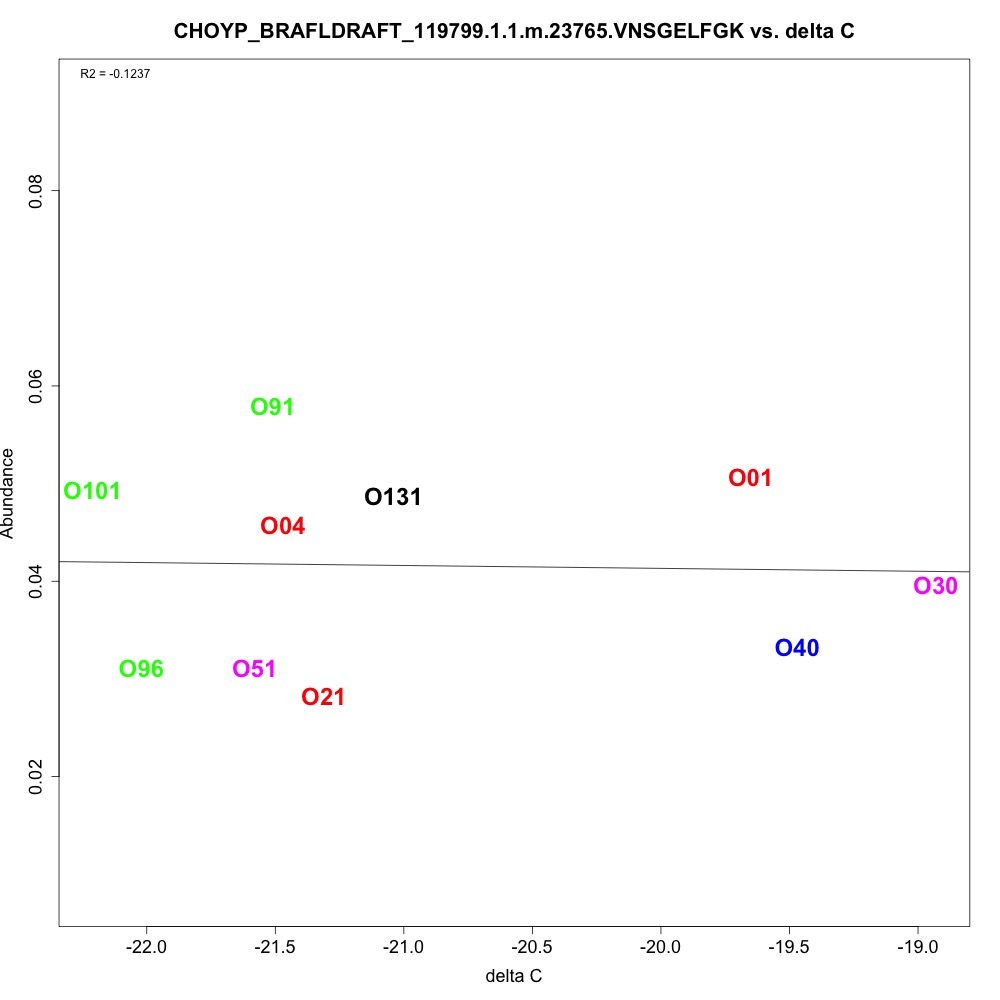 CHOYP_BRAFLDRAFT_119799.1.1.m.23765.VNSGELFGK vs. delta C
R2 = -0.1237
0.08
0.06
0.04
0.02
Abundance
O91
O01
O101
O131
O04
O30
O40
O96
O51
O21
-22.0 -21.5 -21.0 -20.5 -20.0 -19.5 -19.0
delta C